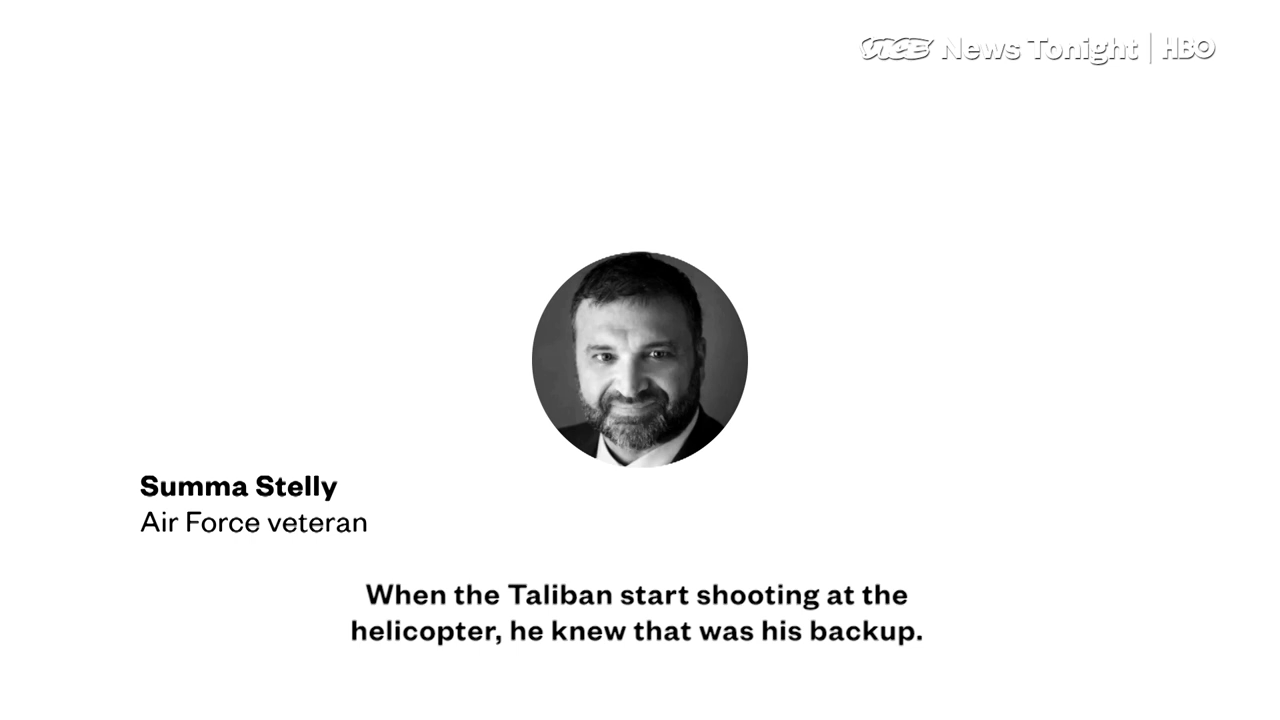 VICE News Tonight | HBO
Summa Stelly
Air Force veteran
When the Taliban start shooting at the
helicopter, he knew that was his backup.